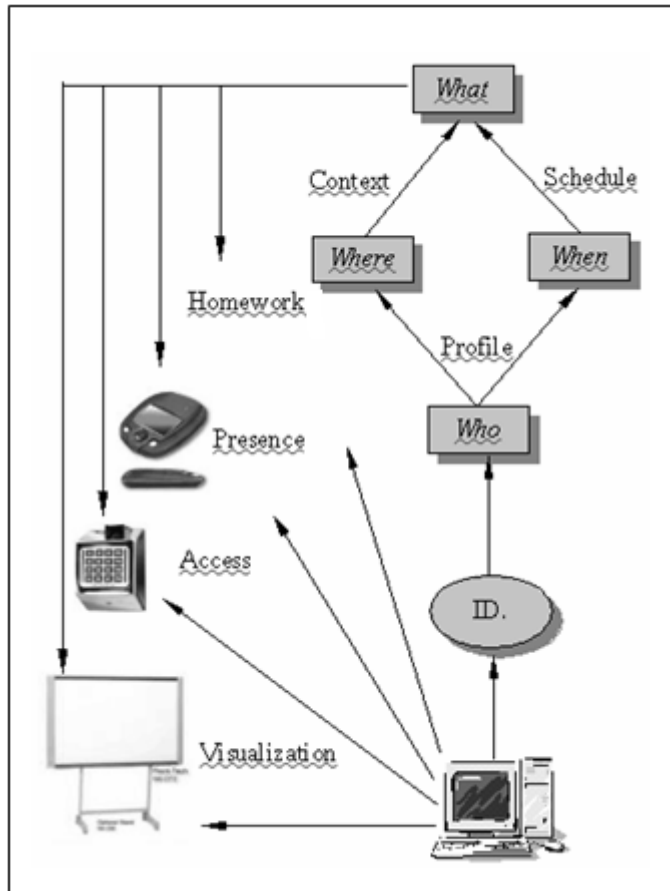 What
Context
Schedule
Where
When
Homework
Profile
Presence
Who
Access
ID.
Visualization